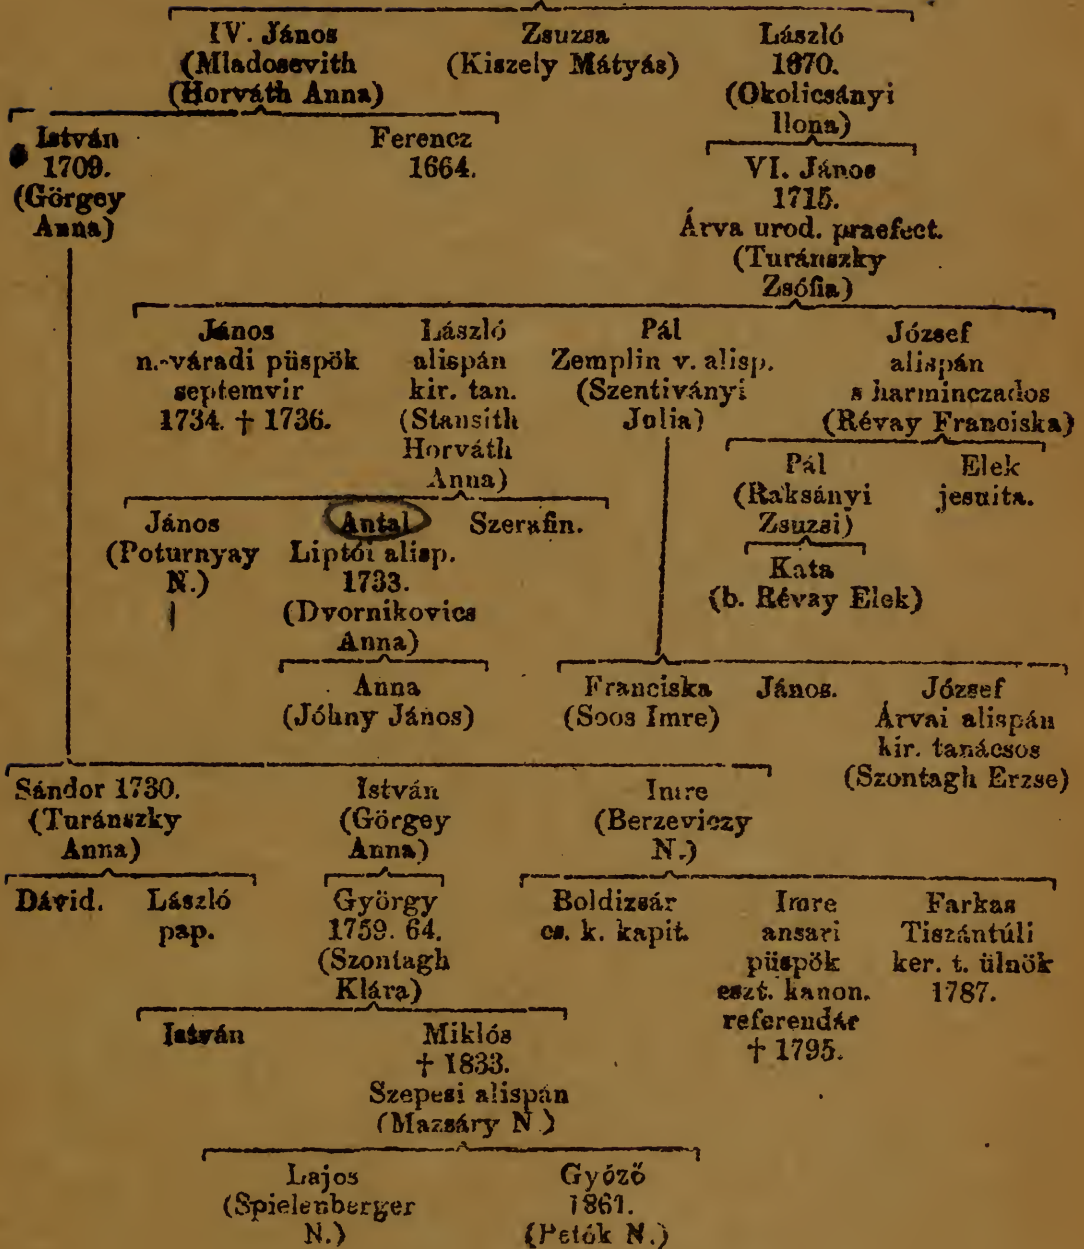 IV. János Zsuzsa László
(Mladosevith (Kiszely Mátyás) 1670.
(Horváth Anna) (Okolicsányi
Ilona)
István Ferencz VI. János
1709. 1664. 1715.
(Görgey Árva urod. praefect.
Anna) (Turánszky
Zsófia)
János László Pál József
n.-váradi püspök alispán Zemplin v. alisp. alispán
septemvir kir. tan. (Szentiványi s harminczados
1734. † 1736. (Stansith Julia) (Révay Franciska)
Horváth Pál Elek
Anna) (Raksányi jesuita.
János Antal Szerafin. Zsuzsi)
(Poturnyay Liptói alisp. Kata
N.) 1733. (b. Révay Elek)
(Dvornikovics
Anna)
Anna Franciska János. József
(Jóhny János) (Soos Imre) Árvai alispán
kir. tanácsos
Sándor 1730. István Imre (Szontagh Erzse)
(Turánszky (Görgey (Berzeviczy
Anna) Anna) N.)
Dávid. László György Boldizsár Imre Farkas
pap. 1759. 64. cs. k. kapit. ansari Tiszántúli
(Szontagh püspök ker. t. ülnök
Klára) eszt. kanon. 1787.
István Miklós referendár
† 1833. † 1795.
Szepesi alispán
(Mazsáry N.)
Lajos Győző
(Spielenberger 1861.
N.) (Petók N.)